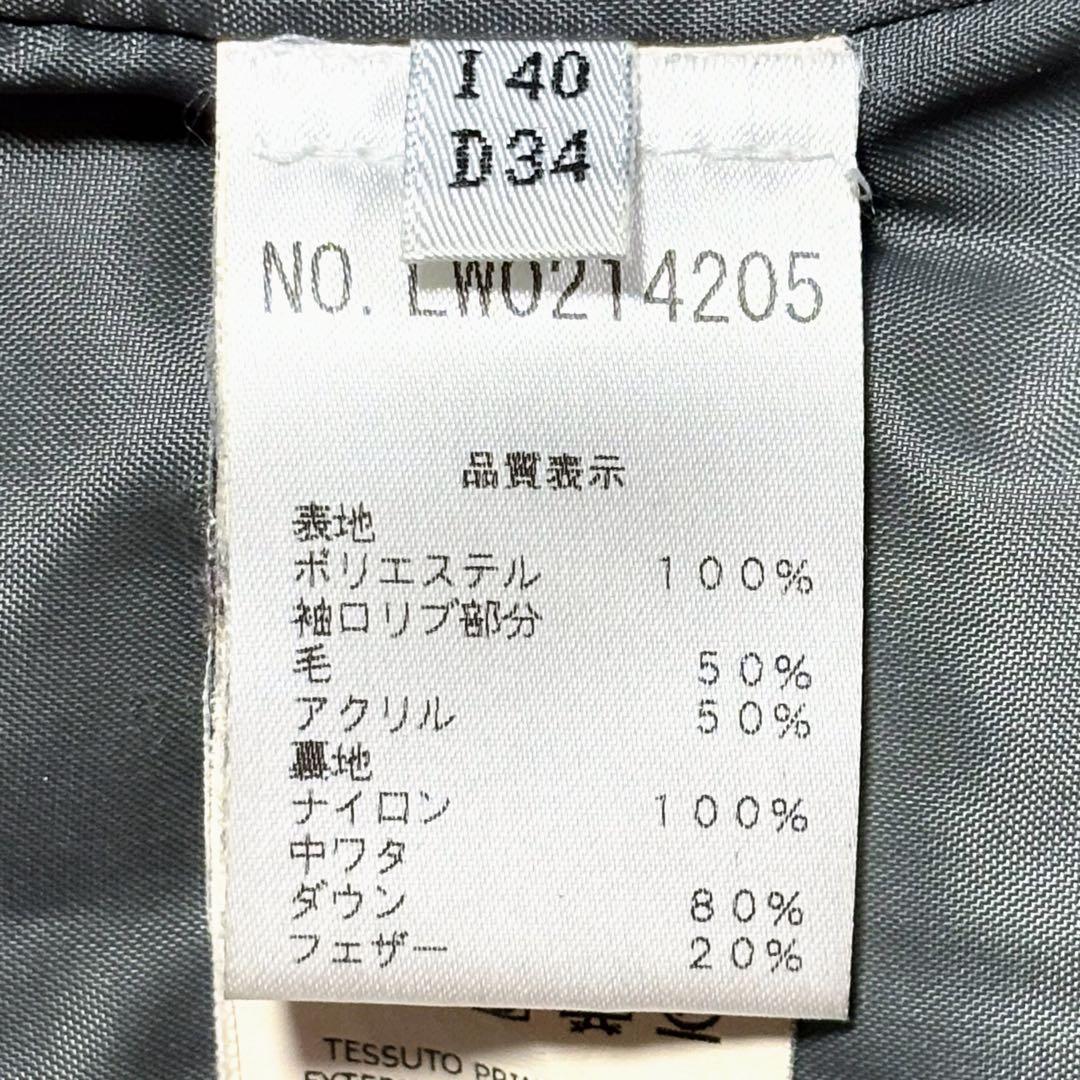 I 40
D34
NO. LW0214205
品質表示
表地
ポリエステル 100%
袖口リブ部分
毛 50%
アクリル 50%
裏地
ナイロン 100%
中ワタ
ダウン 80%
フェザー 20%
TESSUTO